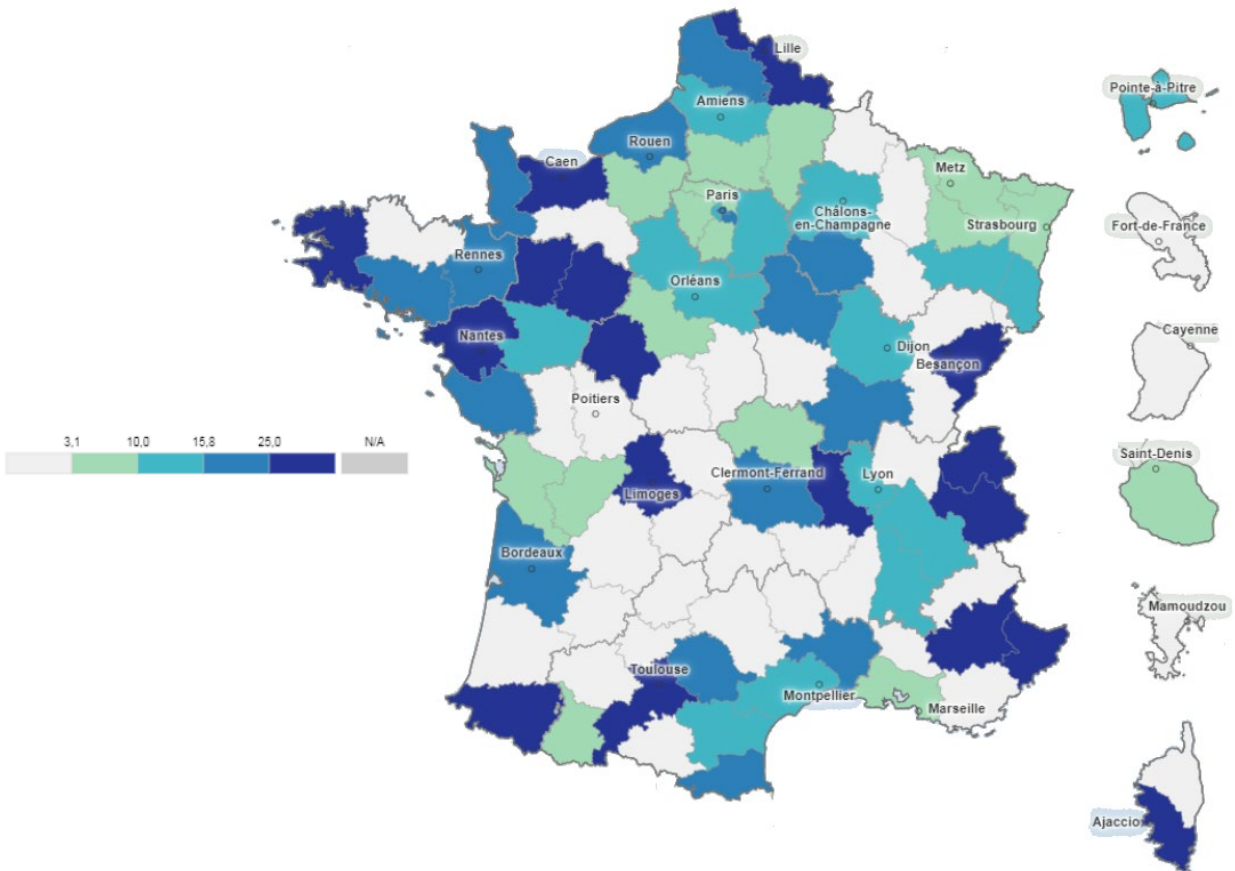 Lille
Pointe-à-Pitre
Amiens
Rouen
Caen
Metz
Paris
Châlons-
en-Champagne
Strasbourg
Fort-de-France
Rennes
Orléans
Nantes
Cayenne
Dijon
Besançon
Poitiers
3,1 10,0 15,8 25,0 N/A
Saint-Denis
Clermont-Ferrand
Lyon
Limoges
Bordeaux
Mamoudzou
Toulouse
Montpellier
Marseille
Ajaccio